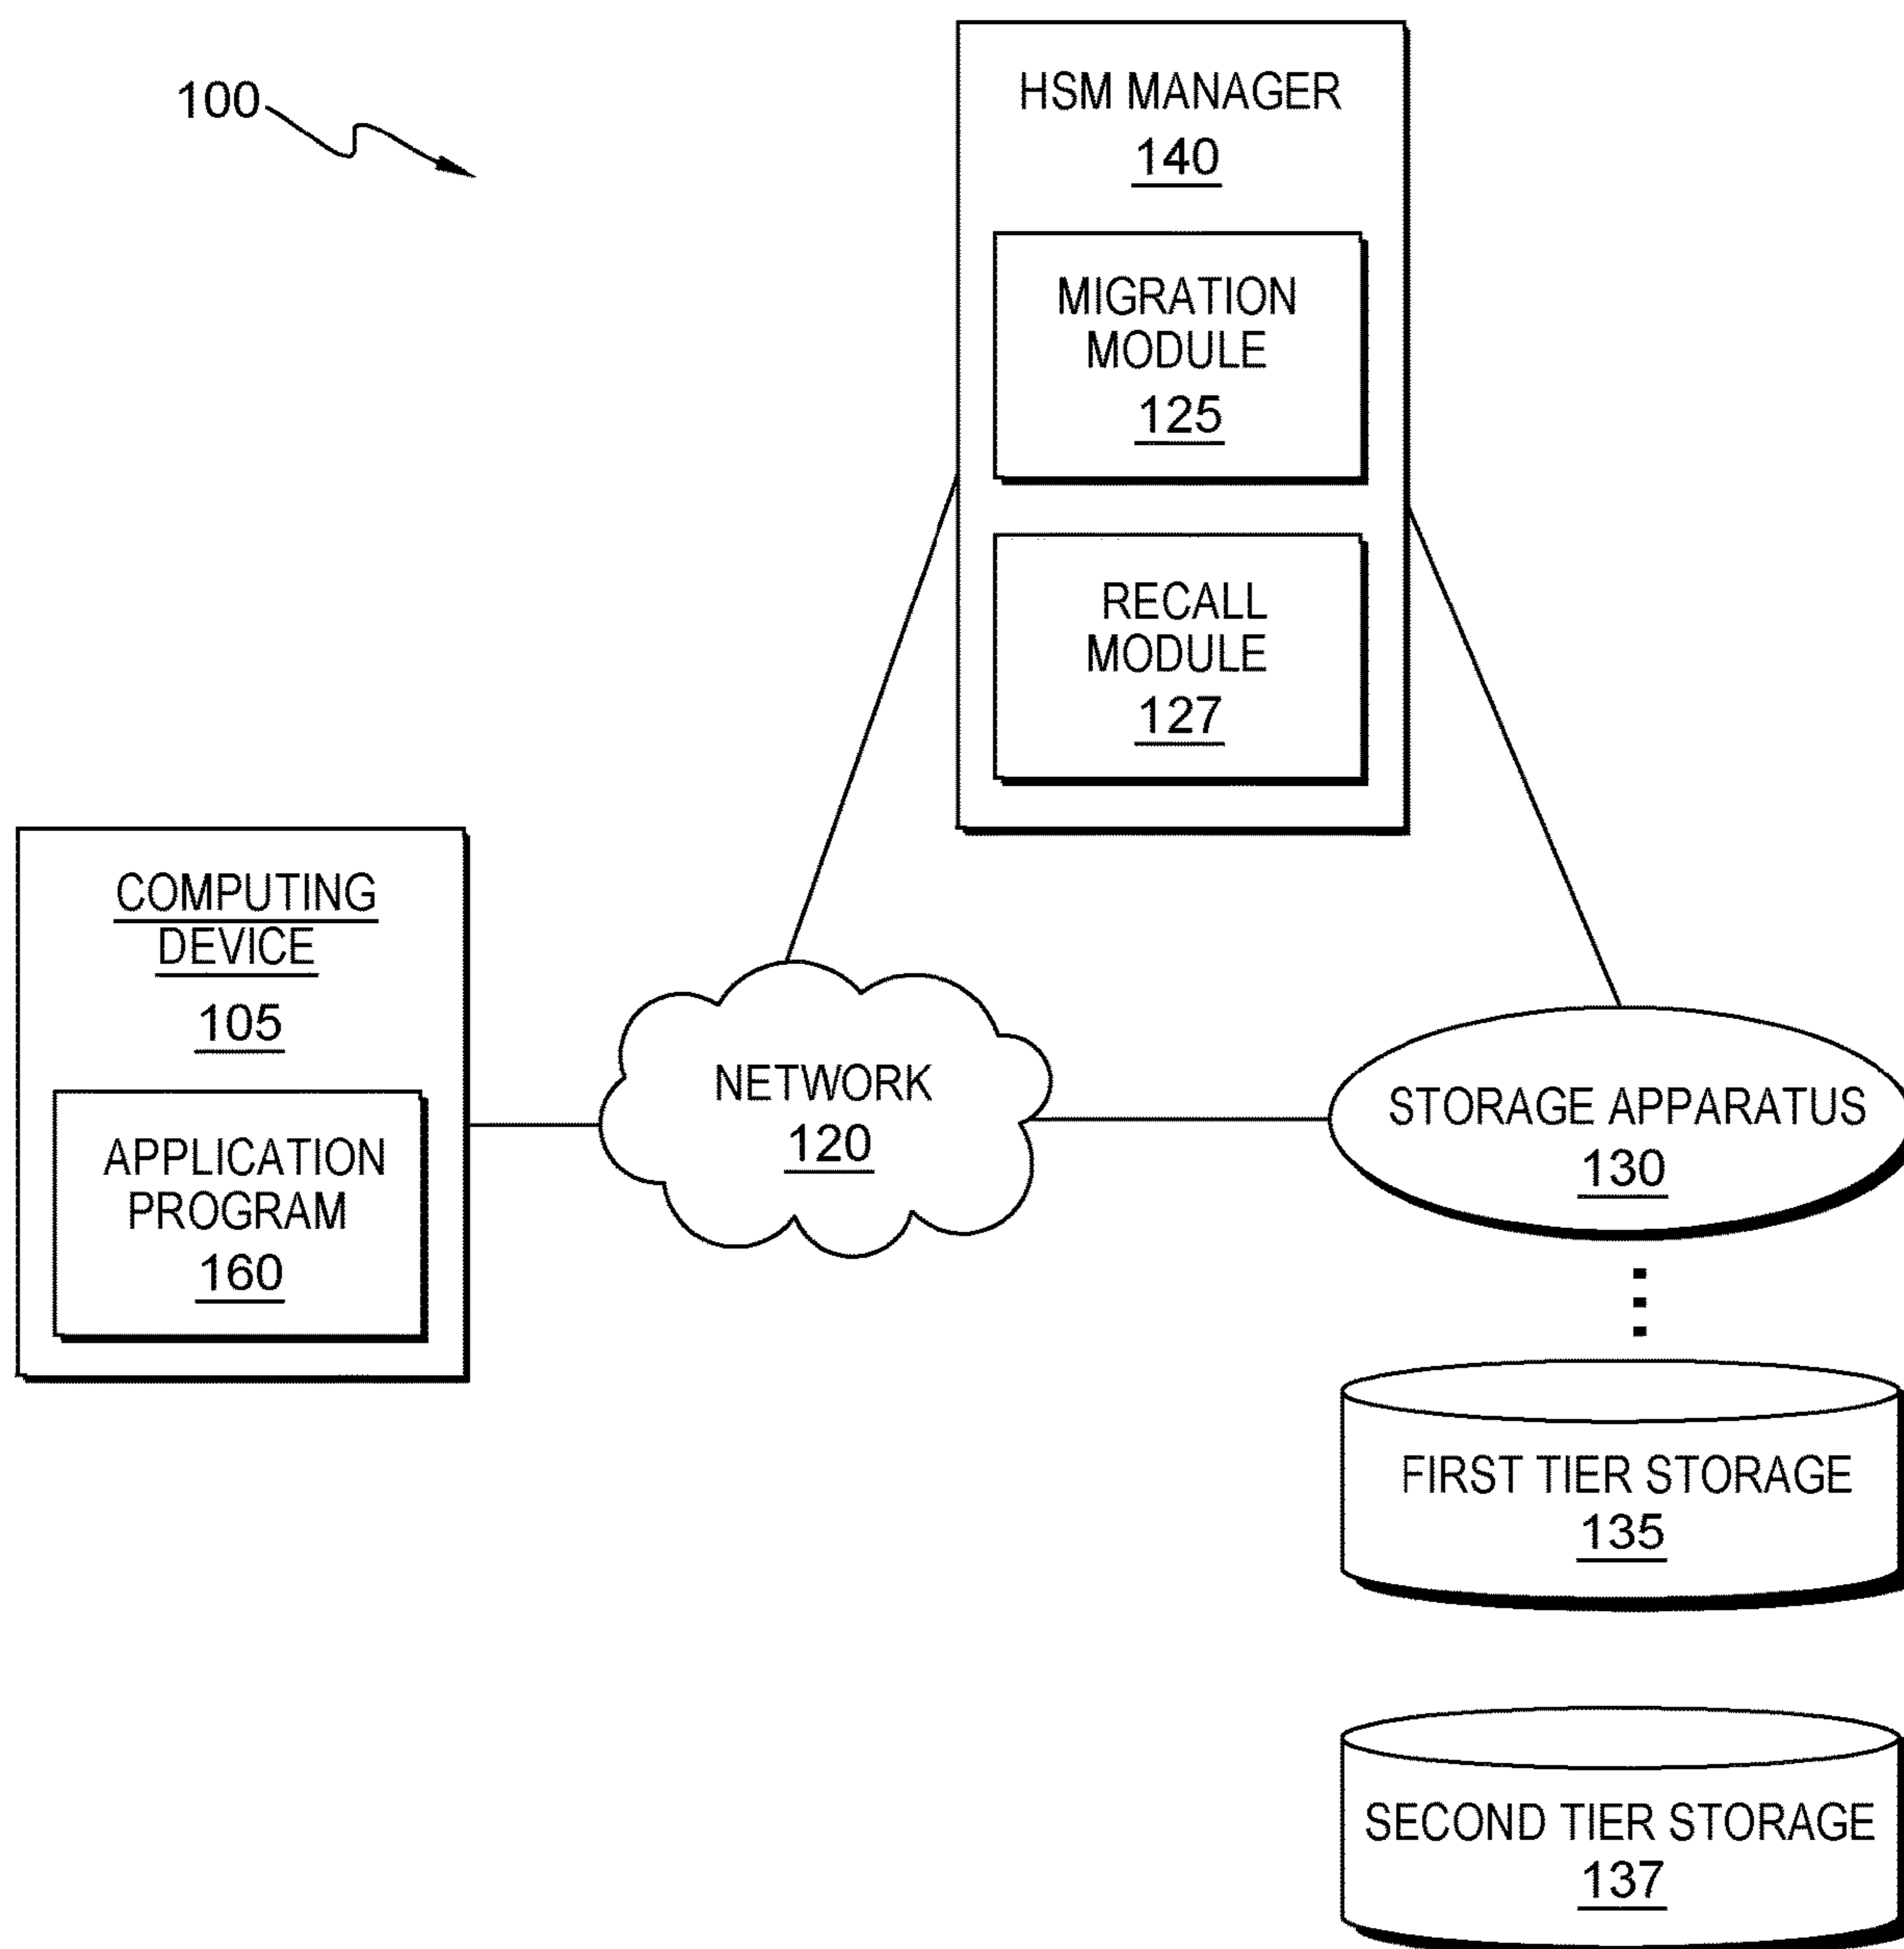 100
HSM MANAGER
140
MIGRATION
MODULE
125
RECALL
MODULE
127
COMPUTING
DEVICE
105
APPLICATION
PROGRAM
160
NETWORK
120
STORAGE APPARATUS
130
FIRST TIER STORAGE
135
SECOND TIER STORAGE
137